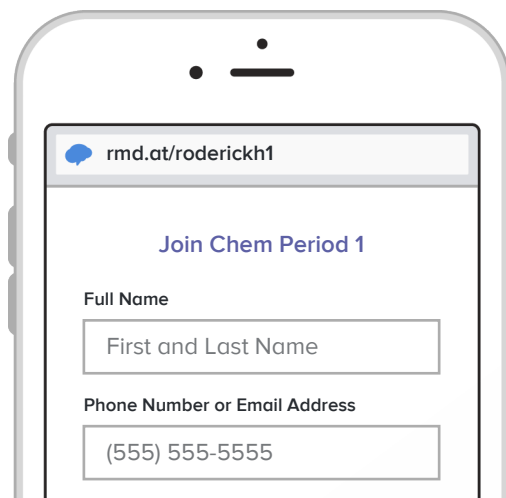 rmd.at/roderickh1
Join Chem Period 1
Full Name
First and Last Name
Phone Number or Email Address
(555) 555-5555